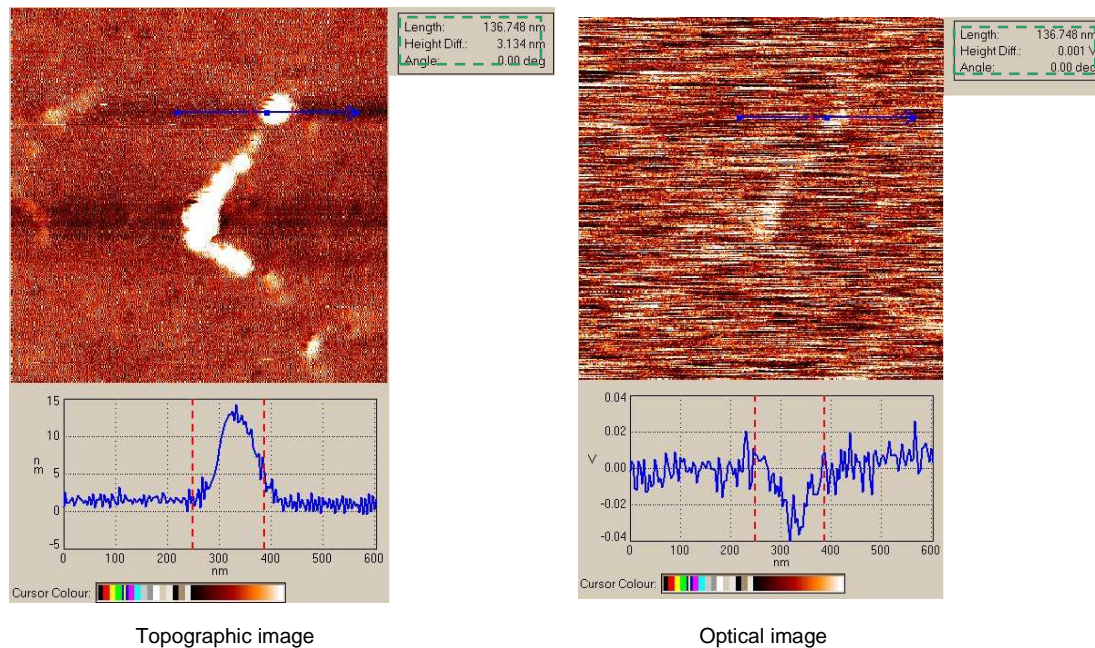 Length: 136.748 nm
Height Diff.: 3.134 nm
Angle: 0.00 deg
Length: 136.748 nm
Height Diff.: 0.001 V
Angle: 0.00 deg
15
10
5
0
-5
nm
0 100 200 300 400 500 600
nm
Cursor Colour:
0.04
0.02
0.00
-0.02
-0.04
V
0 100 200 300 400 500 600
nm
Cursor Colour:
Topographic image
Optical image